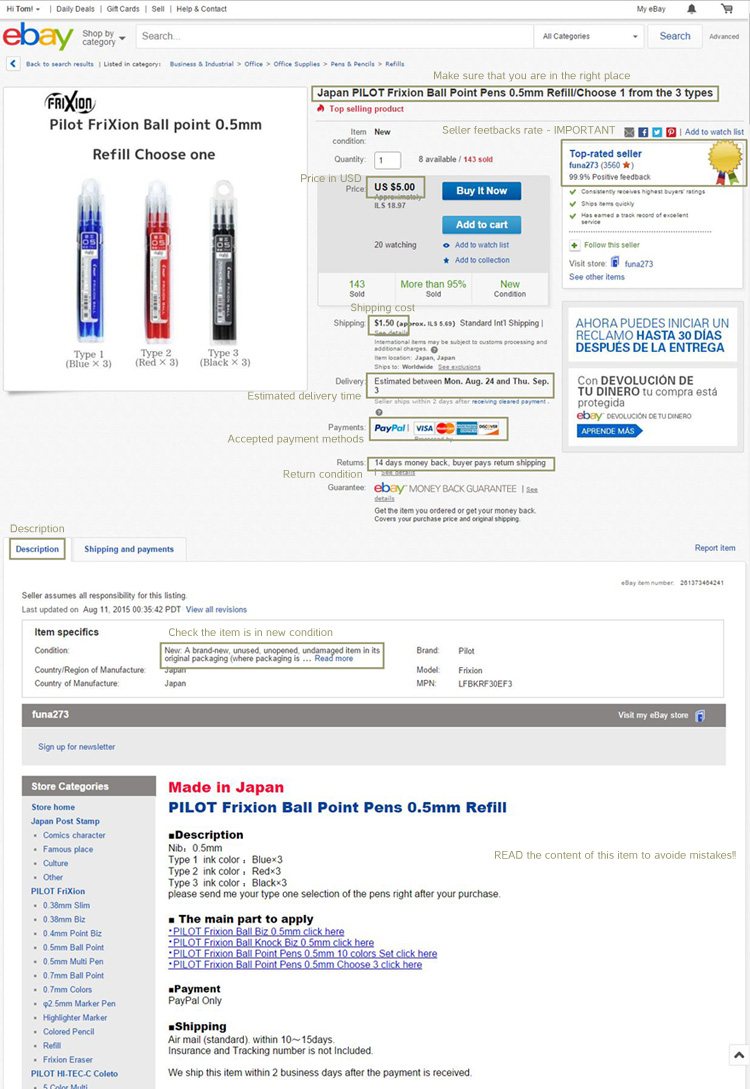 Hi Tom! | Daily Deals | Gift Cards | Sell | Help & Contact
My eBay
ebay
Shop by category
Search...
All Categories
Search
Advanced
Back to search results | Listed in category: Business & Industrial > Office > Office Supplies > Pens & Pencils > Refills
Make sure that you are in the right place
FRIXION
Pilot FriXion Ball point 0.5mm
Refill Choose one
Type 1
(Blue × 3)
Type 2
(Red × 3)
Type 3
(Black × 3)
Japan PILOT Frixion Ball Point Pens 0.5mm Refill/Choose 1 from the 3 types
Top selling product
Seller feetbacks rate - IMPORTANT
| Add to watch list
Item condition: New
Quantity: 1 8 available / 143 sold
Price in USD
Price: US $5.00
Approximately
ILS 18.97
Buy It Now
Add to cart
20 watching
Add to watch list
Add to collection
143 Sold
More than 95% Sold
New Condition
Top-rated seller
funa273 (3560 ★)
99.9% Positive feedback
Consistently receives highest buyers' ratings
Ships items quickly
Has earned a track record of excellent service
Follow this seller
Visit store: funa273
See other items
Shipping cost
Shipping: $1.50 (approx. ILS 5.69) Standard Int'l Shipping |
See details
International items may be subject to customs processing and additional charges.
Item location: Japan, Japan
Ships to: Worldwide See exclusions
Delivery: Estimated between Mon. Aug. 24 and Thu. Sep. 3
Estimated delivery time
Seller ships within 2 days after receiving cleared payment.
Payments: PayPal | VISA MasterCard DISCOVER
Accepted payment methods
Returns: 14 days money back, buyer pays return shipping
Return condition
| See details
Guarantee: ebay MONEY BACK GUARANTEE | See details
Get the item you ordered or get your money back.
Covers your purchase price and original shipping.
AHORA PUEDES INICIAR UN
RECLAMO HASTA 30 DÍAS
DESPUÉS DE LA ENTREGA
Con DEVOLUCIÓN DE
TU DINERO tu compra está
protegida
ebay DEVOLUCIÓN DE TU DINERO
APRENDE MÁS
Description
Description
Shipping and payments
Report item
eBay item number: 261373464241
Seller assumes all responsibility for this listing.
Last updated on Aug 11, 2015 00:35:42 PDT View all revisions
Item specifics
Check the item is in new condition
Condition: New: A brand-new, unused, unopened, undamaged item in its original packaging (where packaging is ... Read more
Brand: Pilot
Country/Region of Manufacture: Japan
Model: Frixion
Country of Manufacture: Japan
MPN: LFBKRF30EF3
funa273
Visit my eBay store
Sign up for newsletter
Store Categories
Store home
Japan Post Stamp
Comics character
Famous place
Culture
Other
PILOT FriXion
0.38mm Slim
0.38mm Biz
0.4mm Point Biz
0.5mm Ball Point
0.5mm Multi Pen
0.7mm Ball Point
0.7mm Colors
φ2.5mm Marker Pen
Highlighter Marker
Colored Pencil
Refill
Frixion Eraser
PILOT HI-TEC-C Coleto
5 Color Multi
Made in Japan
PILOT Frixion Ball Point Pens 0.5mm Refill
■Description
Nib：0.5mm
Type 1 ink color：Blue×3
Type 2 ink color：Red×3
Type 3 ink color：Black×3
please send me your type one selection of the pens right after your purchase.
READ the content of this item to avoide mistakes!!
■ The main part to apply
・PILOT Frixion Ball Biz 0.5mm click here
・PILOT Frixion Ball Knock Biz 0.5mm click here
・PILOT Frixion Ball Point Pens 0.5mm 10 colors Set click here
・PILOT Frixion Ball Point Pens 0.5mm Choose 3 click here
■Payment
PayPal Only
■Shipping
Air mail (standard). within 10～15days.
Insurance and Tracking number is not Included.
We ship this item within 2 business days after the payment is received.